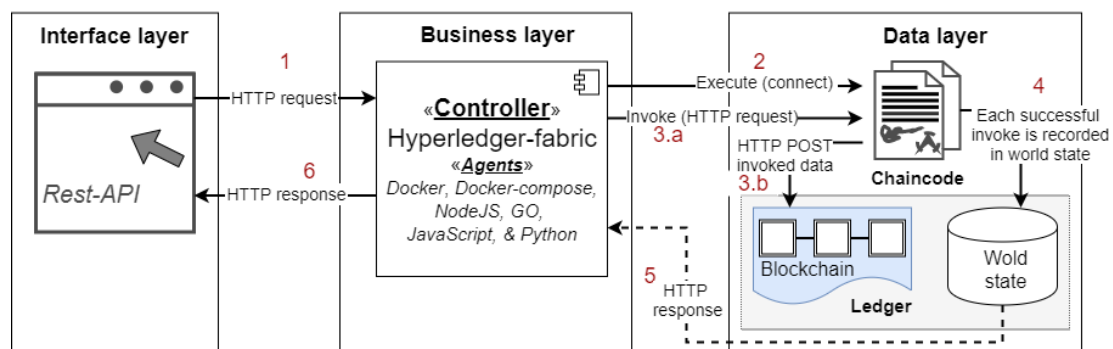 Interface layer
1
HTTP request
6
HTTP response
Rest-API
Business layer
«Controller»
Hyperledger-fabric
«Agents»
Docker, Docker-compose,
NodeJS, GO,
JavaScript, & Python
Data layer
2
Execute (connect)
Invoke (HTTP request)
3.a
HTTP POST
invoked data
3.b
Chaincode
4
Each successful
invoke is recorded
in world state
Blockchain
Ledger
Wold
state
5
HTTP
response